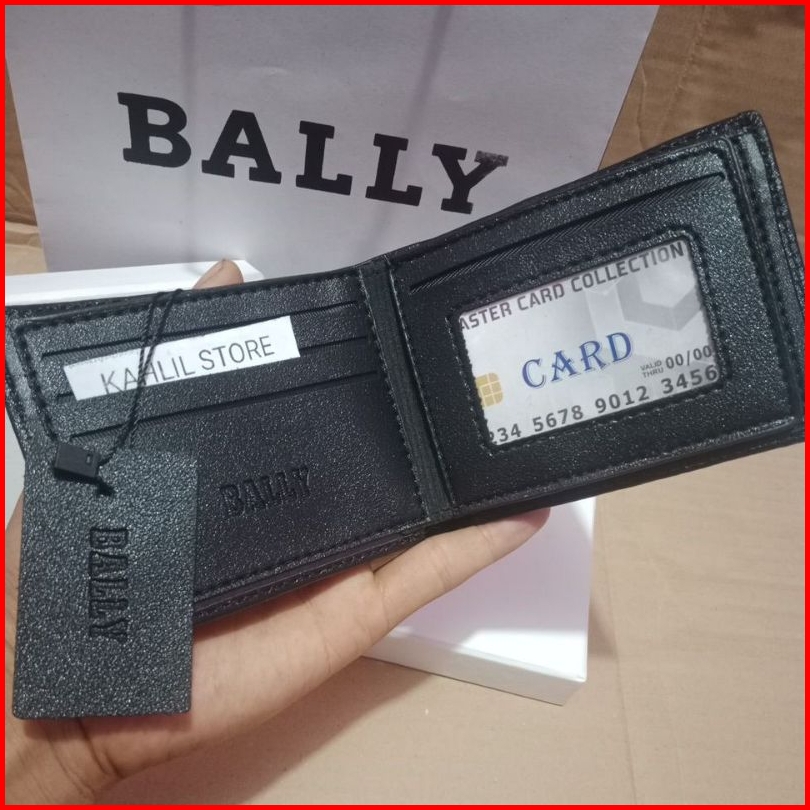 BALLY
KAHLIL STORE
BALLY
BALLY
ASTER CARD COLLECTION
CARD
VALID THRU 00/00
234 5678 9012 3456